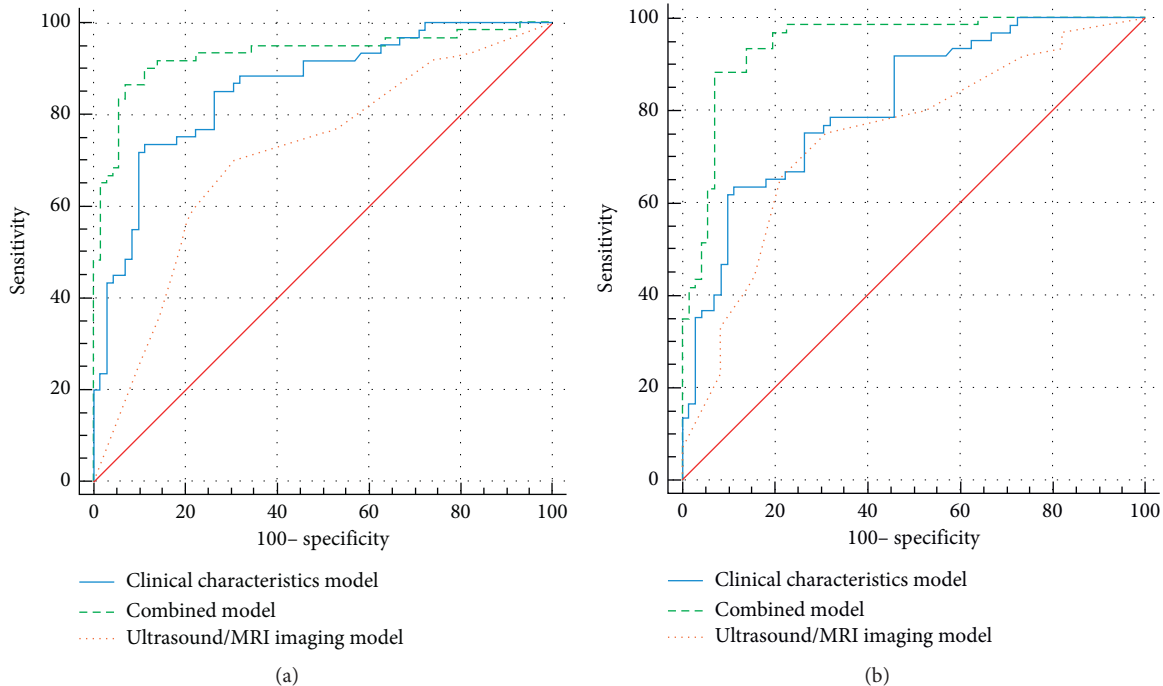 100
80
60
40
20
0
Sensitivity
0 20 40 60 80 100
100– specificity
Clinical characteristics model
Combined model
Ultrasound/MRI imaging model
(a)
100
80
60
40
20
0
Sensitivity
0 20 40 60 80 100
100– specificity
Clinical characteristics model
Combined model
Ultrasound/MRI imaging model
(b)